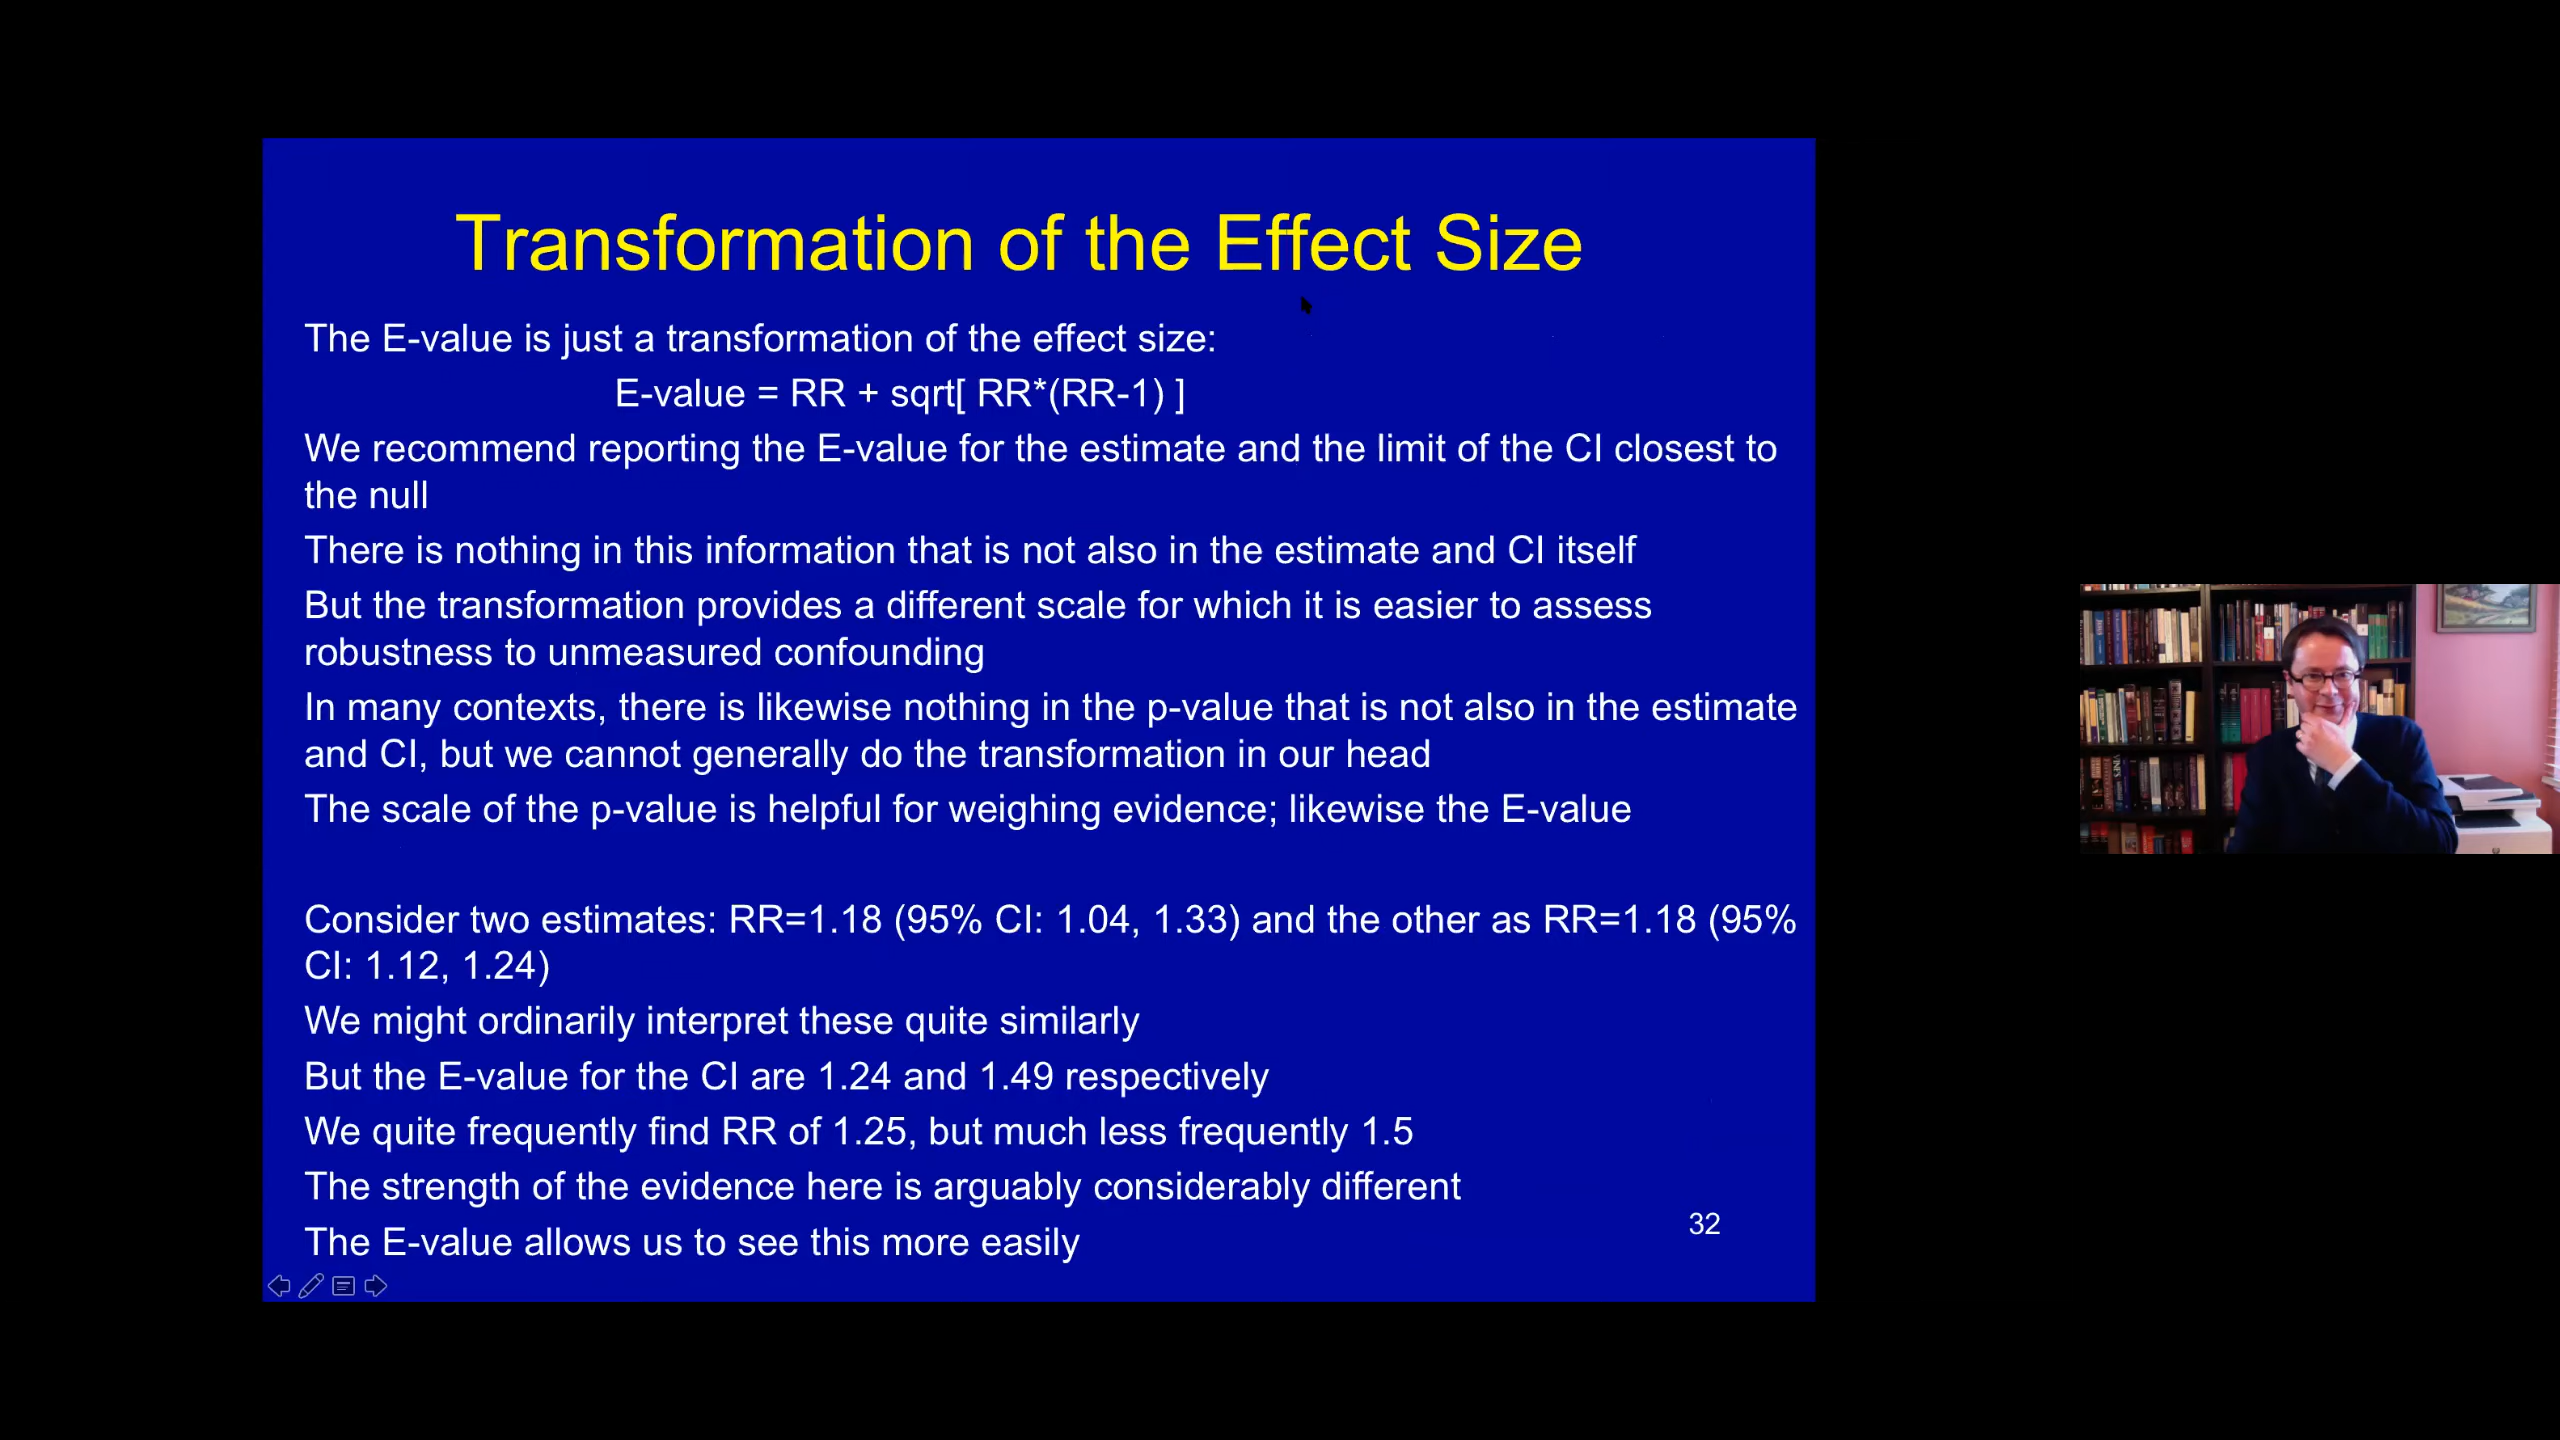 Transformation of the Effect Size
The E-value is just a transformation of the effect size:
E-value = RR + sqrt[ RR*(RR-1) ]
We recommend reporting the E-value for the estimate and the limit of the CI closest to
the null
There is nothing in this information that is not also in the estimate and CI itself
But the transformation provides a different scale for which it is easier to assess
robustness to unmeasured confounding
In many contexts, there is likewise nothing in the p-value that is not also in the estimate
and CI, but we cannot generally do the transformation in our head
The scale of the p-value is helpful for weighing evidence; likewise the E-value
Consider two estimates: RR=1.18 (95% CI: 1.04, 1.33) and the other as RR=1.18 (95%
CI: 1.12, 1.24)
We might ordinarily interpret these quite similarly
But the E-value for the CI are 1.24 and 1.49 respectively
We quite frequently find RR of 1.25, but much less frequently 1.5
The strength of the evidence here is arguably considerably different
The E-value allows us to see this more easily
32